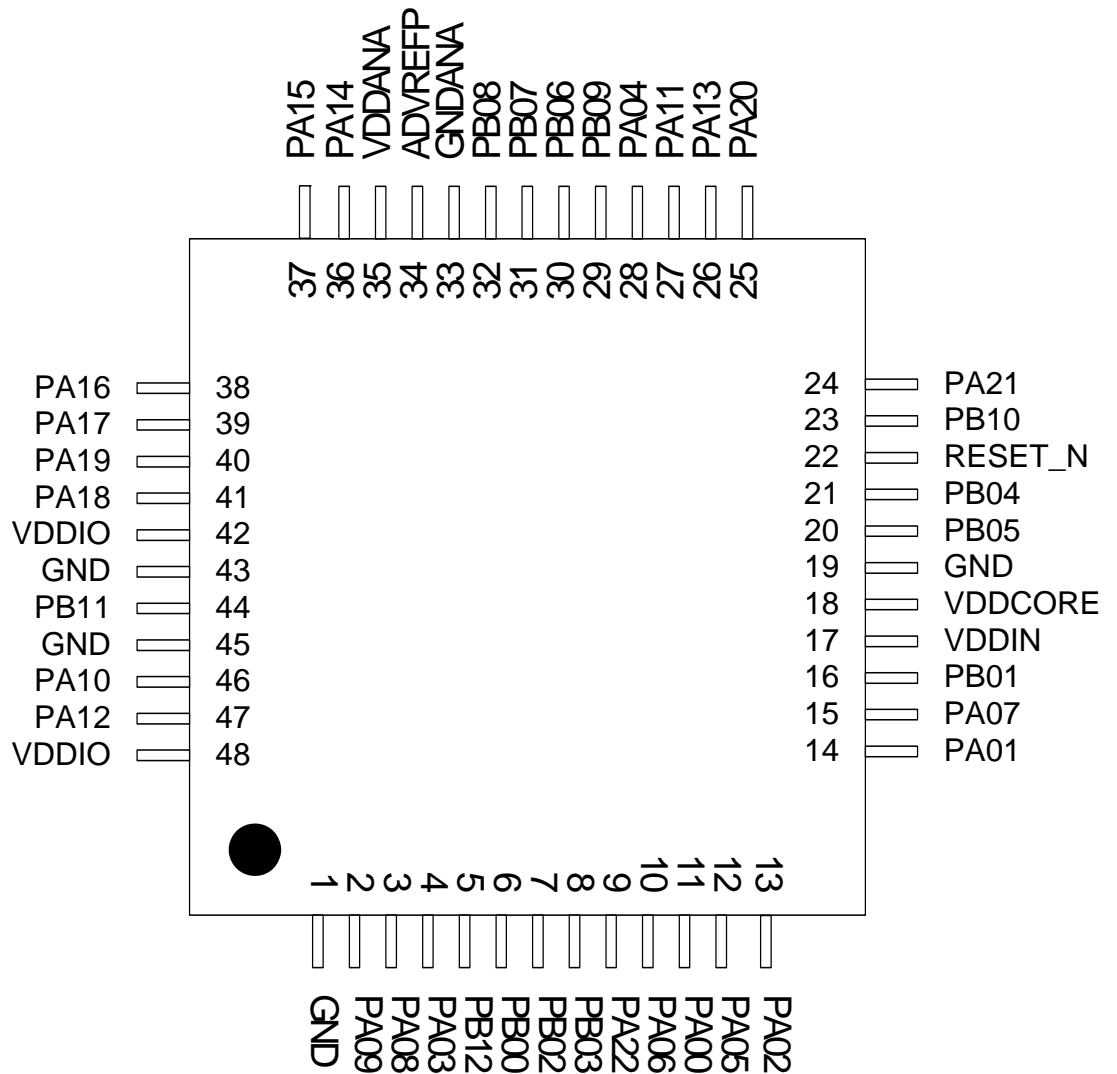 PA15
PA14
VDDANA
ADVREFP
GNDANA
PB08
PB07
PB06
PB09
PA04
PA11
PA13
PA20
37
36
35
34
33
32
31
30
29
28
27
26
25
PA16 38
PA17 39
PA19 40
PA18 41
VDDIO 42
GND 43
PB11 44
GND 45
PA10 46
PA12 47
VDDIO 48
24 PA21
23 PB10
22 RESET_N
21 PB04
20 PB05
19 GND
18 VDDCORE
17 VDDIN
16 PB01
15 PA07
14 PA01
1
2
3
4
5
6
7
8
9
10
11
12
13
GND
PA09
PA08
PA03
PB12
PB00
PB02
PB03
PA22
PA06
PA00
PA05
PA02